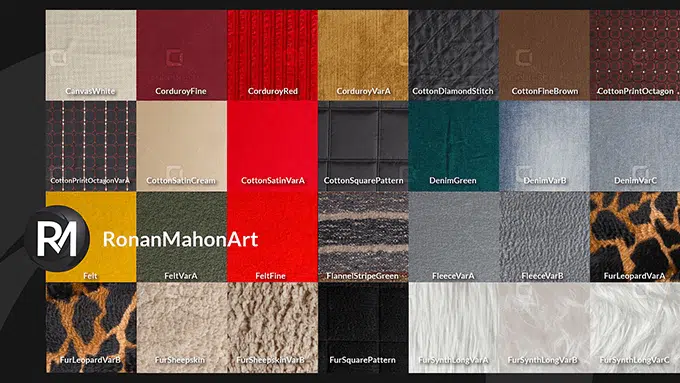 CanvasWhite
CorduroyFine
CorduroyRed
CorduroyVarA
CottonDiamondStitch
CottonFineBrown
CottonPrintOctagon
CottonPrintOctagonVarA
CottonSatinCream
CottonSatinVarA
CottonSquarePattern
DenimGreen
DenimVarB
DenimVarC
RM
RonanMahonArt
Felt
FeltVarA
FeltFine
FlannelStripeGreen
FleeceVarA
FleeceVarB
FurLeopardVarA
FurLeopardVarB
FurSheepskin
FurSheepskinVarB
FurSquarePattern
FurSynthLongVarA
FurSynthLongVarB
FurSynthLongVarC